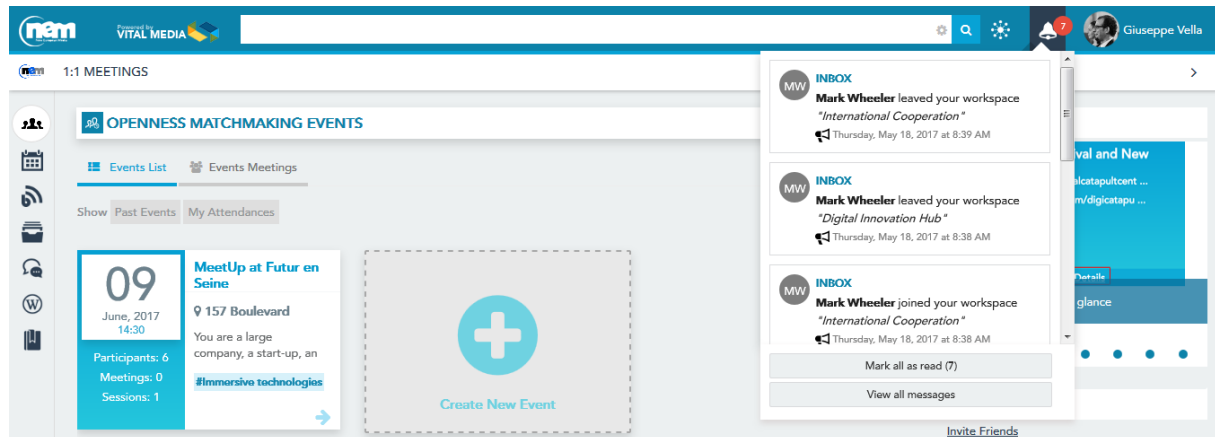 nem
Powered by
VITAL MEDIA
7
Giuseppe Vella
nem
1:1 MEETINGS
OPENNESS MATCHMAKING EVENTS
Events List
Events Meetings
Show
Past Events
My Attendances
09
June, 2017
14:30
Participants: 6
Meetings: 0
Sessions: 1
MeetUp at Futur en
Seine
157 Boulevard
You are a large
company, a start-up, an
#Immersive technologies
Create New Event
MW
INBOX
Mark Wheeler leaved your workspace
"International Cooperation"
Thursday, May 18, 2017 at 8:39 AM
MW
INBOX
Mark Wheeler leaved your workspace
"Digital Innovation Hub"
Thursday, May 18, 2017 at 8:38 AM
MW
INBOX
Mark Wheeler joined your workspace
"International Cooperation"
Thursday, May 18, 2017 at 8:38 AM
Mark all as read (7)
View all messages
val and New
alcatapultcent ...
m/digicatapu ...
Details
glance
Invite Friends